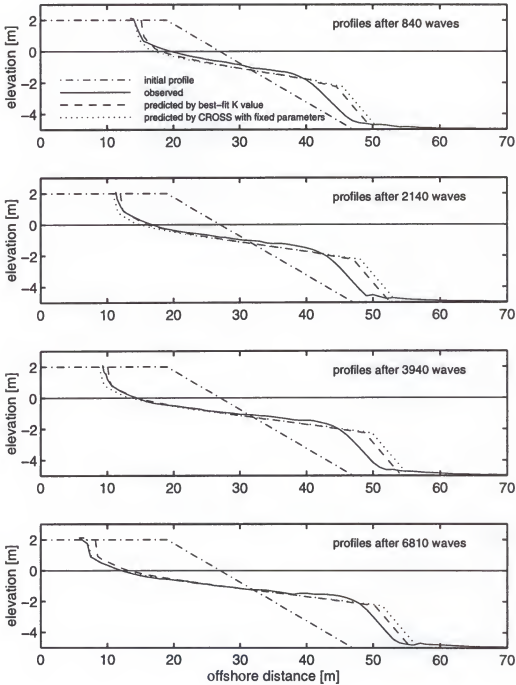 profiles after 840 waves
elevation [m]
2
0
−2
−4
initial profile
observed
predicted by best−fit K value
predicted by CROSS with fixed parameters
0 10 20 30 40 50 60 70
profiles after 2140 waves
elevation [m]
2
0
−2
−4
0 10 20 30 40 50 60 70
profiles after 3940 waves
elevation [m]
2
0
−2
−4
0 10 20 30 40 50 60 70
profiles after 6810 waves
elevation [m]
2
0
−2
−4
0 10 20 30 40 50 60 70
offshore distance [m]